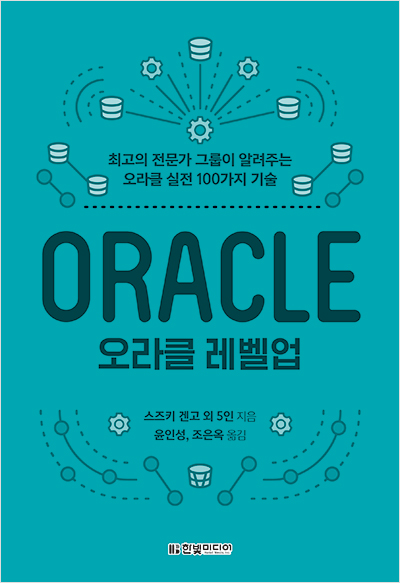 최고의 전문가 그룹이 알려주는
오라클 실전 100가지 기술
ORACLE
오라클 레벨업
스즈키 겐고 외 5인 지음
윤인성, 조은옥 옮김
한빛미디어